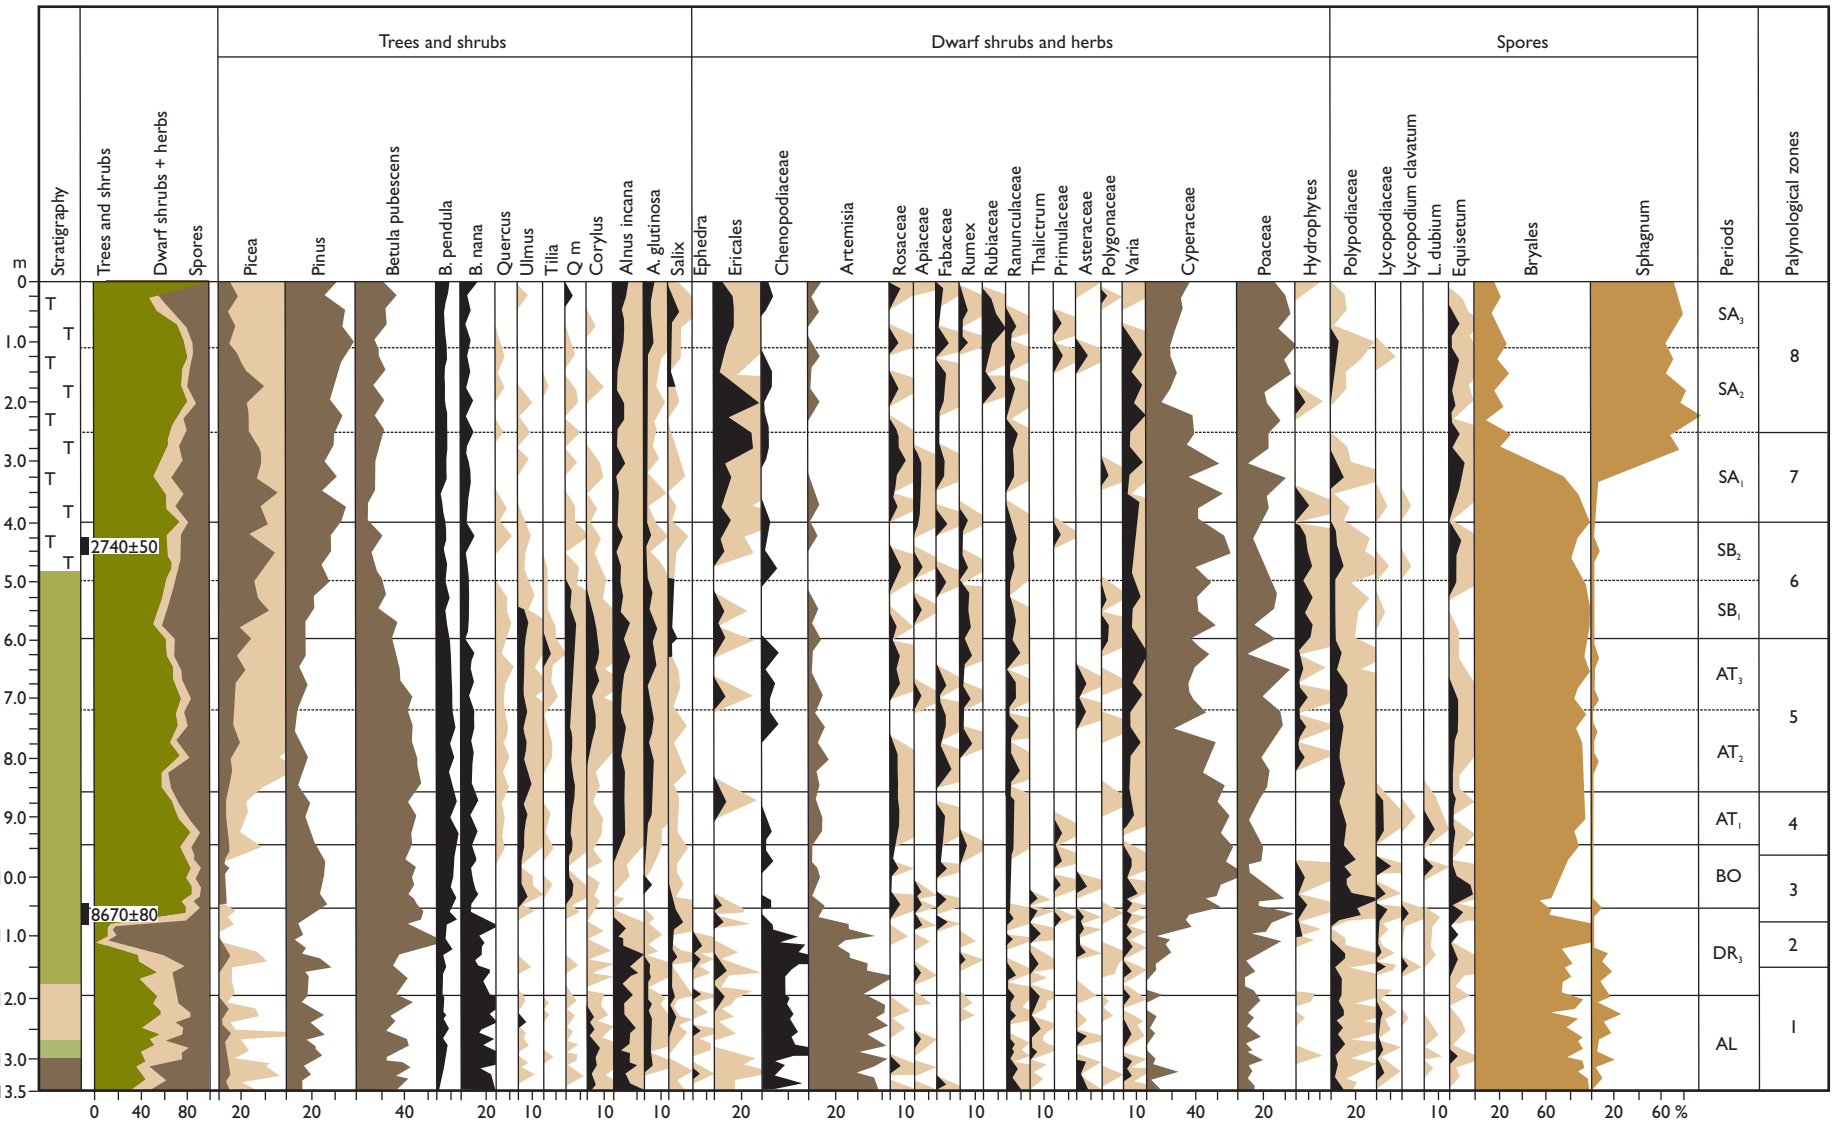 Trees and shrubs Dwarf shrubs and herbs Spores
m
Stratigraphy
Trees and shrubs
Dwarf shrubs + herbs
Spores
Picea
Pinus
Betula pubescens
B. pendula
B. nana
Quercus
Ulmus
Tilia
Q m
Corylus
Alnus incana
A. glutinosa
Salix
Ephedra
Ericales
Chenopodiaceae
Artemisia
Rosaceae
Apiaceae
Fabaceae
Rumex
Rubiaceae
Ranunculaceae
Thalictrum
Primulaceae
Asteraceae
Polygonaceae
Varia
Cyperaceae
Poaceae
Hydrophytes
Polypodiaceae
Lycopodiaceae
Lycopodium clavatum
L. dubium
Equisetum
Bryales
Sphagnum
Periods
Palynological zones
0
T
SA₃
T
1.0
T
8
T
SA₂
2.0
T
T
3.0
T
SA₁
7
T
4.0
T
2740±50
SB₂
T
5.0
6
SB₁
6.0
AT₃
7.0
5
AT₂
8.0
9.0
AT₁
4
10.0
BO
3
8670±80
11.0
2
DR₃
12.0
1
AL
13.0
13.5
0 40 80 20 20 40 20 10 10 10 20 20 10 10 10 40 20 20 10 20 60 20 60 %